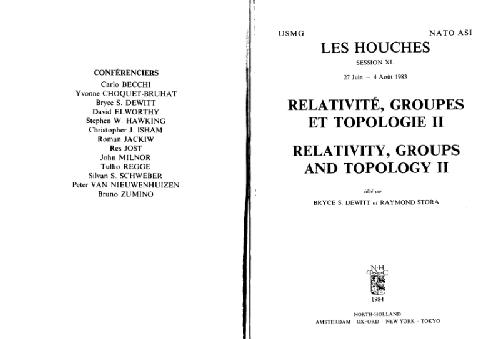 CONFÉRENCIERS
Carlo BECCHI
Yvonne CHOQUET-BRUHAT
Bryce S. DEWITT
David ELWORTHY
Stephen W. HAWKING
Christopher J. ISHAM
Roman JACKIW
Res JOST
John MILNOR
Tullio REGGE
Silvan S. SCHWEBER
Peter VAN NIEUWENHUIZEN
Bruno ZUMINO
USMG NATO ASI
LES HOUCHES
SESSION XL
27 Juin — 4 Août 1983
RELATIVITÉ, GROUPES
ET TOPOLOGIE II
RELATIVITY, GROUPS
AND TOPOLOGY II
édité par
BRYCE S. DEWITT et RAYMOND STORA
N·H
1984
NORTH-HOLLAND
AMSTERDAM · OXFORD · NEW YORK · TOKYO